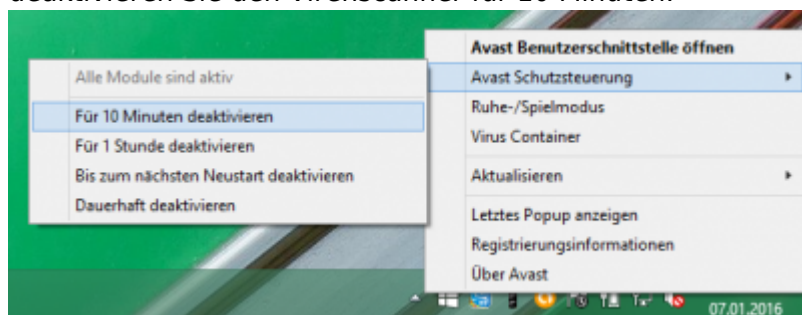 deaktivieren Sie den Virenscanner für 10 Minuten.
Avast Benutzerschnittstelle öffnen
Avast Schutzsteuerung
Ruhe-/Spielmodus
Virus Container
Aktualisieren
Letztes Popup anzeigen
Registrierungsinformationen
Über Avast
Alle Module sind aktiv
Für 10 Minuten deaktivieren
Für 1 Stunde deaktivieren
Bis zum nächsten Neustart deaktivieren
Dauerhaft deaktivieren
07.01.2016